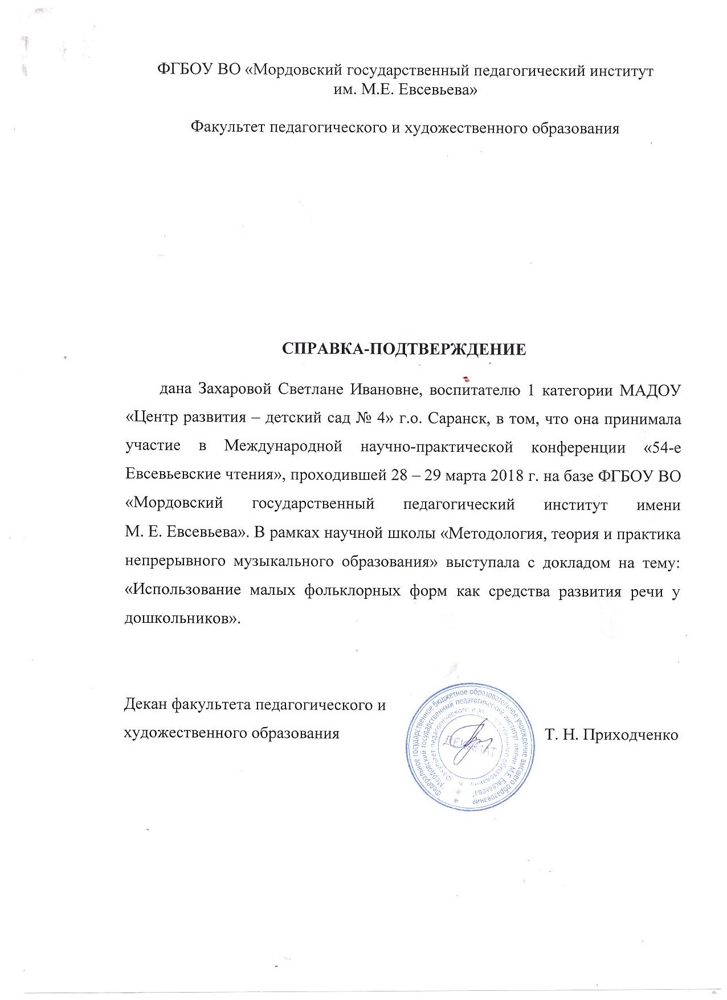 ФГБОУ ВО «Мордовский государственный педагогический институт
им. М.Е. Евсевьева»
Факультет педагогического и художественного образования
СПРАВКА-ПОДТВЕРЖДЕНИЕ
дана Захаровой Светлане Ивановне, воспитателю 1 категории МАДОУ
«Центр развития – детский сад № 4» г.о. Саранск, в том, что она принимала
участие в Международной научно-практической конференции «54-е
Евсевьевские чтения», проходившей 28 – 29 марта 2018 г. на базе ФГБОУ ВО
«Мордовский государственный педагогический институт имени
М. Е. Евсевьева». В рамках научной школы «Методология, теория и практика
непрерывного музыкального образования» выступала с докладом на тему:
«Использование малых фольклорных форм как средства развития речи у
дошкольников».
Декан факультета педагогического и
художественного образования
Т. Н. Приходченко
Федеральное государственное бюджетное образовательное учреждение высшего образования
"Мордовский государственный педагогический институт имени М.Е. Евсевьева"
Факультет педагогического и художественного образования
ДЕКАНАТ